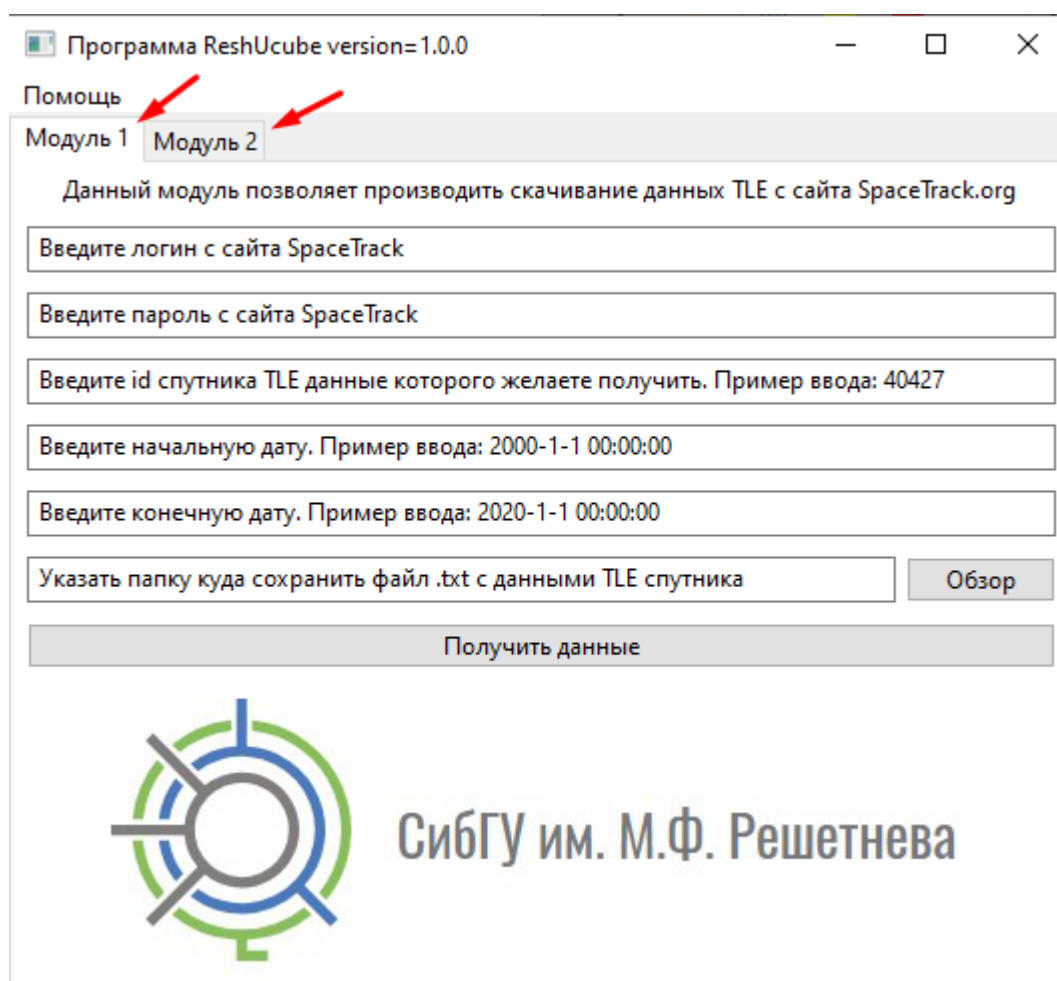 Программа ReshUcube version=1.0.0
Помощь
Модуль 1 Модуль 2
Данный модуль позволяет производить скачивание данных TLE с сайта SpaceTrack.org
Введите логин с сайта SpaceTrack
Введите пароль с сайта SpaceTrack
Введите id спутника TLE данные которого желаете получить. Пример ввода: 40427
Введите начальную дату. Пример ввода: 2000-1-1 00:00:00
Введите конечную дату. Пример ввода: 2020-1-1 00:00:00
Указать папку куда сохранить файл .txt с данными TLE спутника Обзор
Получить данные
СибГУ им. М.Ф. Решетнева